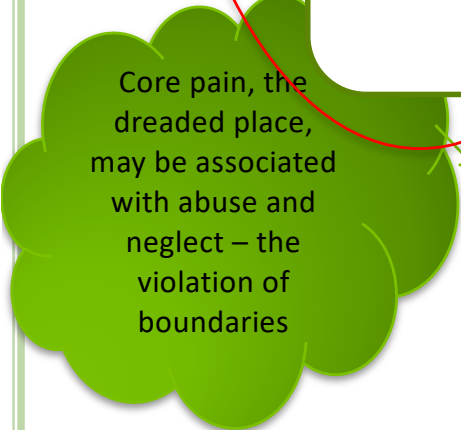 Core pain, the
dreaded place,
may be associated
with abuse and
neglect – the
violation of
boundaries